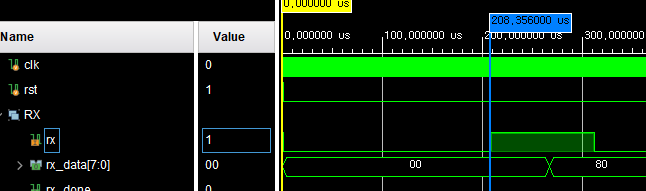 0,000000 us
208,356000 us
Name Value
0,000000 us 100,000000 us 200,000000 us 300,000000
clk 0
rst 1
RX
rx 1
rx_data[7:0] 00 00 80
rx_done 0